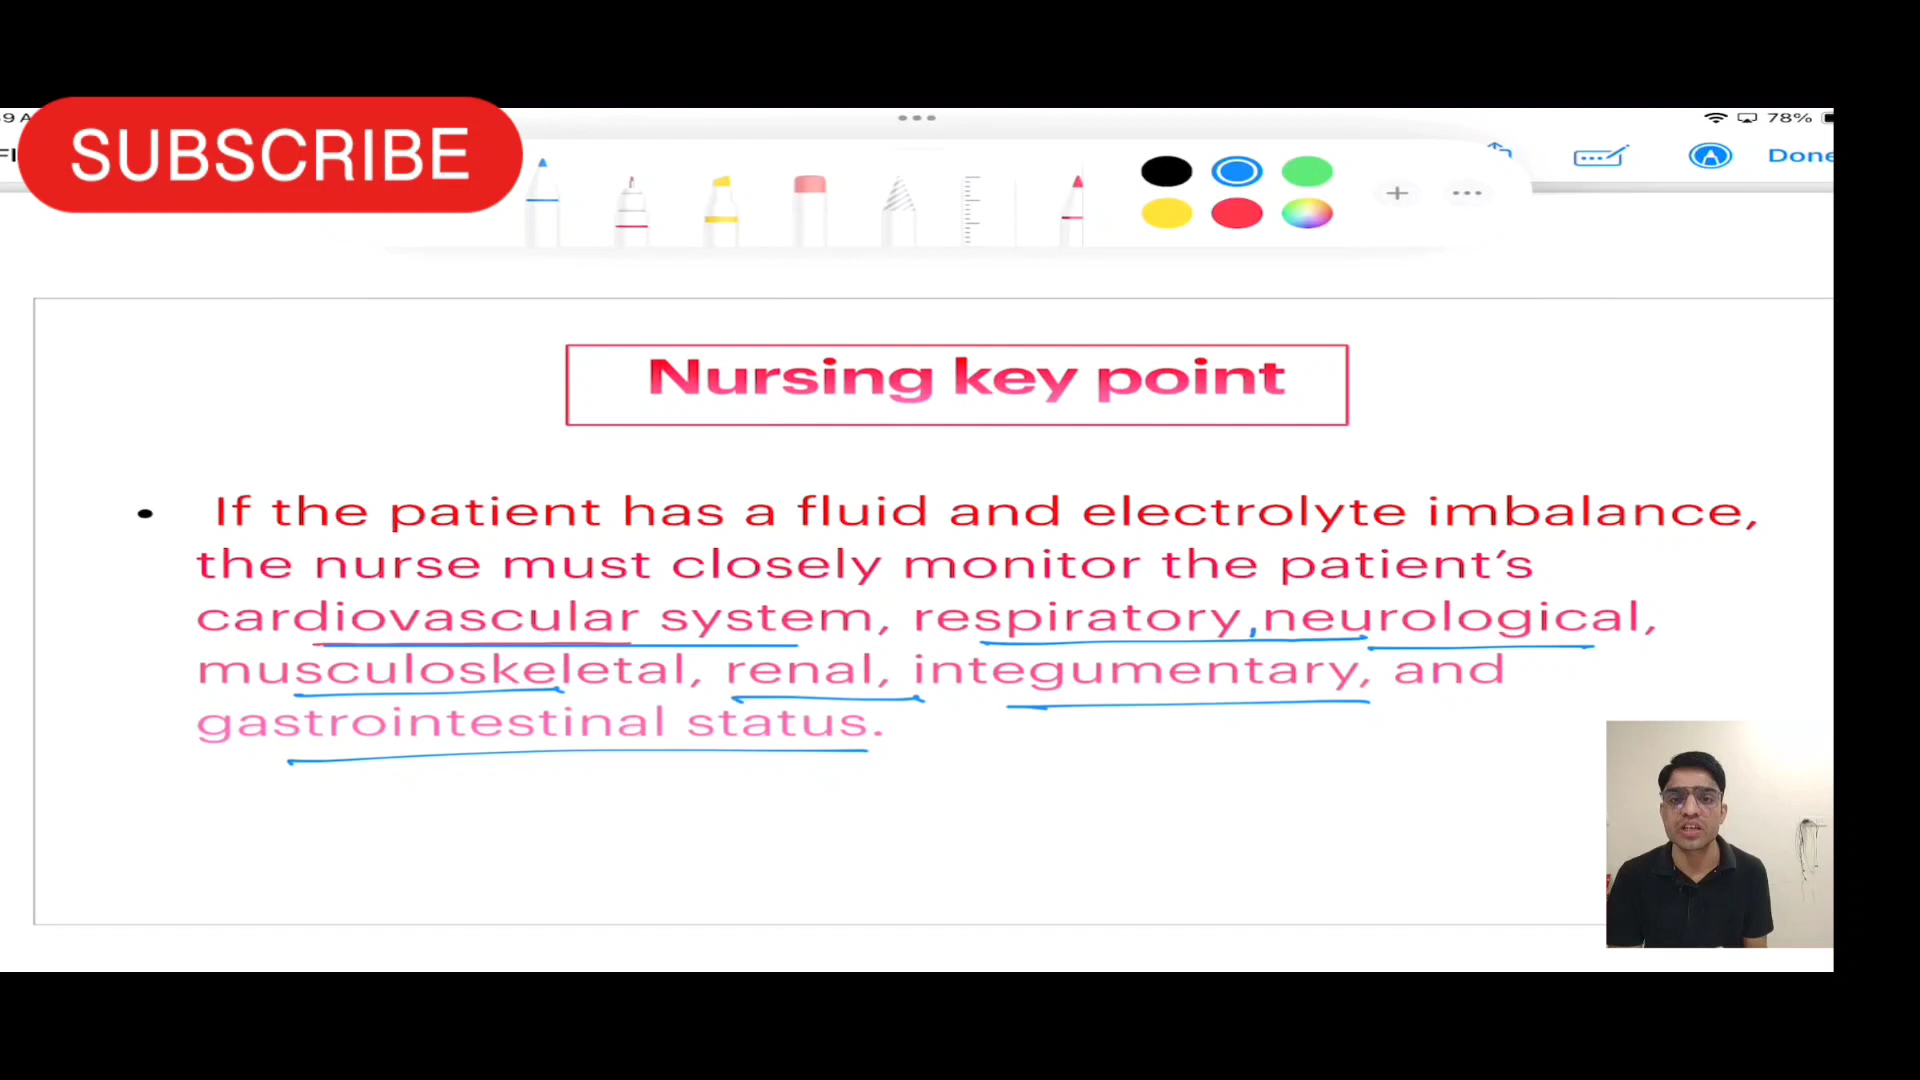 SUBSCRIBE
78%
Done
Nursing key point
• If the patient has a fluid and electrolyte imbalance,
the nurse must closely monitor the patient’s
cardiovascular system, respiratory,neurological,
musculoskeletal, renal, integumentary, and
gastrointestinal status.